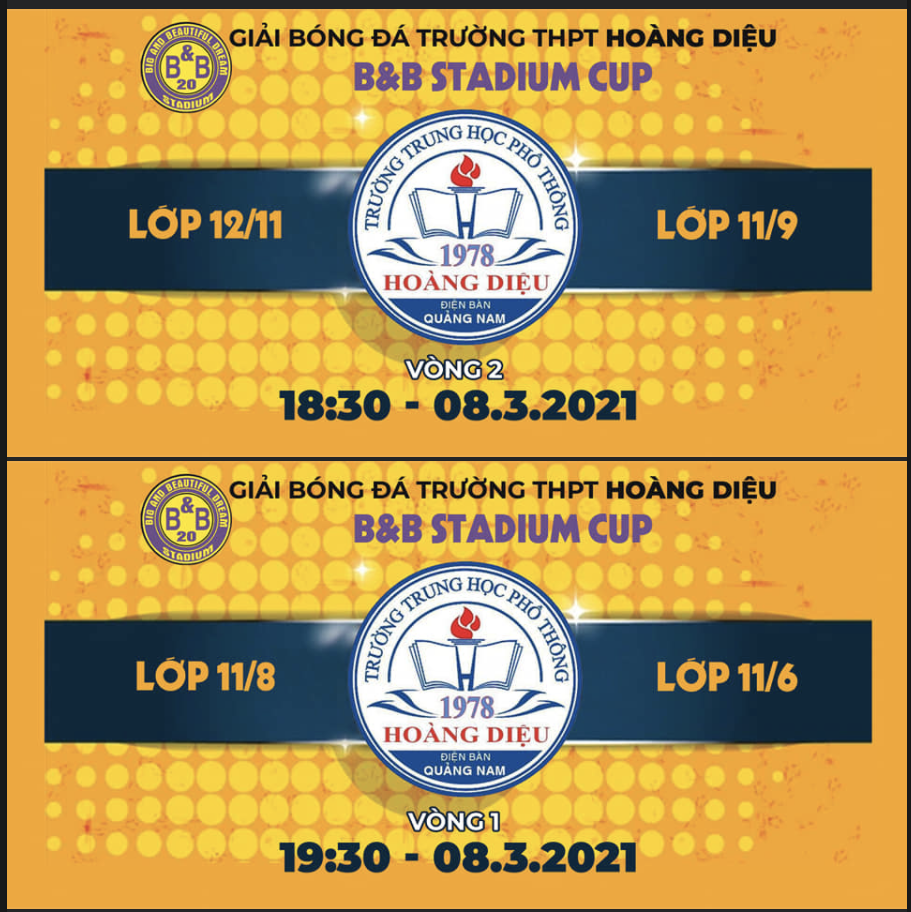 BIG AND BEAUTIFUL DREAM
B&B
20
STADIUM
GIẢI BÓNG ĐÁ TRƯỜNG THPT HOÀNG DIỆU
B&B STADIUM CUP
TRƯỜNG TRUNG HỌC PHỔ THÔNG
LỚP 12/11
LỚP 11/9
1978
HOÀNG DIỆU
ĐIỆN BÀN
QUẢNG NAM
VÒNG 2
18:30 - 08.3.2021
BIG AND BEAUTIFUL DREAM
B&B
20
STADIUM
GIẢI BÓNG ĐÁ TRƯỜNG THPT HOÀNG DIỆU
B&B STADIUM CUP
TRƯỜNG TRUNG HỌC PHỔ THÔNG
LỚP 11/8
LỚP 11/6
1978
HOÀNG DIỆU
ĐIỆN BÀN
QUẢNG NAM
VÒNG 1
19:30 - 08.3.2021